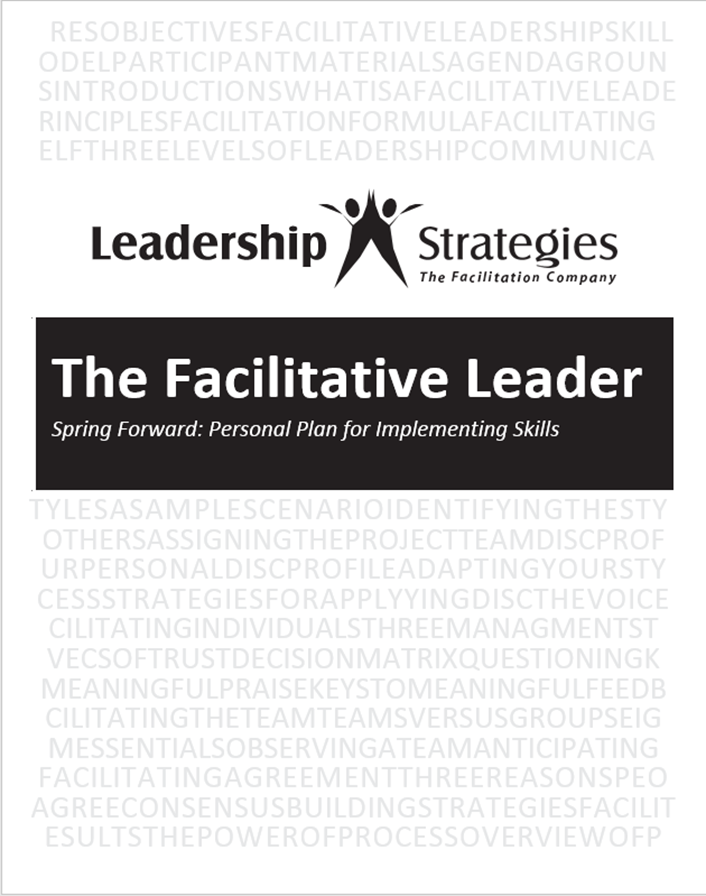 RESOBJECTIVESFACILITATIVELEADERSHIPSKILL
ODELPARTICIPANTMATERIALSAGENDAGROUN
SINTRODUCTIONSWHATISAFACILITATIVELEADE
RINCIPLESFACILITATIONFORMULAFACILITATING
ELFTHREELEVELSOFLEADERSHIPCOMMUNICA
Leadership Strategies
The Facilitation Company
The Facilitative Leader
Spring Forward: Personal Plan for Implementing Skills
TYLESASAMPLESCENARIOIDENTIFYINGTHESTY
OTHERSASSIGNINGTHEPROJECTTEAMDISCPROF
URPERSONALDISCPROFILEADAPTINGYOURSTY
CESSSTRATEGIESFORAPPLYYINGDISCTHEVOICE
CILITATINGINDIVIDUALSTHREEMANAGMENTST
VECSOFTRUSTDECISIONMATRIXQUESTIONINGK
MEANINGFULPRAISEKEYSTOMEANINGFULFEEDB
CILITATINGTHETEAMTEAMSVERSUSGROUPSEIG
MESSENTIALSOBSERVINGATEAMANTICIPATING
FACILITATINGAGREEMENTTHREEREASONSPEO
AGREECONSENSUSBUILDINGSTRATEGIESFACILIT
ESULTSTHEPOWEROFPROCESSOVERVIEWOFP